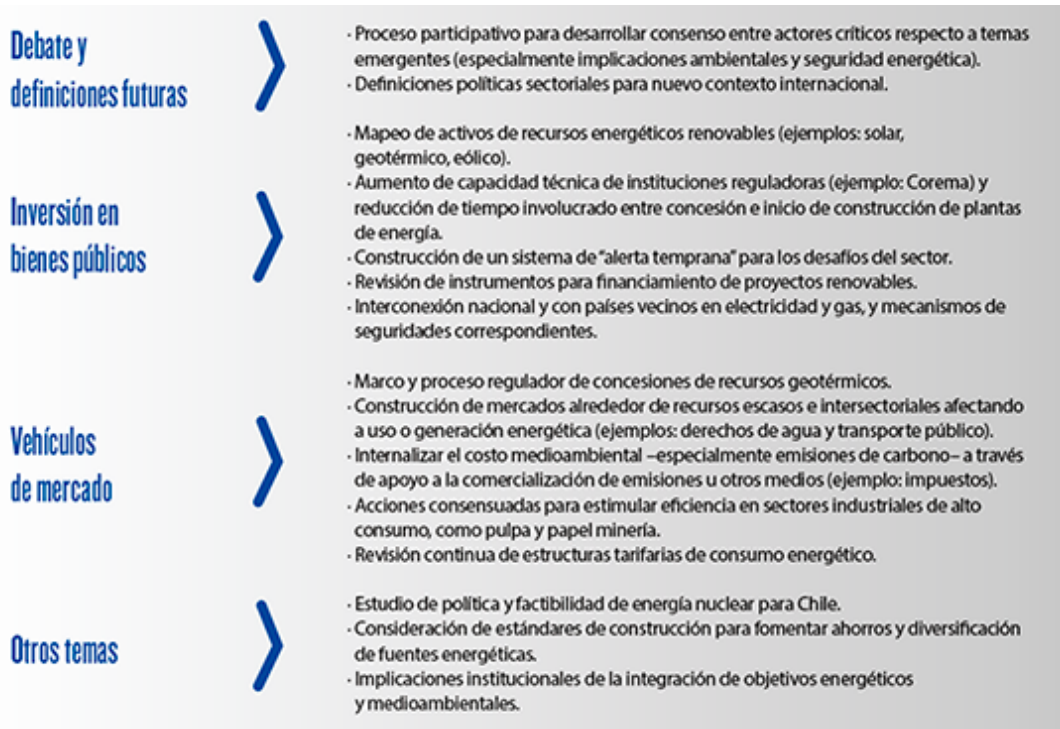 Debate y
definiciones futuras
· Proceso participativo para desarrollar consenso entre actores críticos respecto a temas
emergentes (especialmente implicaciones ambientales y seguridad energética).
· Definiciones políticas sectoriales para nuevo contexto internacional.
Inversión en
bienes públicos
· Mapeo de activos de recursos energéticos renovables (ejemplos: solar,
geotérmico, eólico).
· Aumento de capacidad técnica de instituciones reguladoras (ejemplo: Corema) y
reducción de tiempo involucrado entre concesión e inicio de construcción de plantas
de energía.
· Construcción de un sistema de “alerta temprana” para los desafíos del sector.
· Revisión de instrumentos para financiamiento de proyectos renovables.
· Interconexión nacional y con países vecinos en electricidad y gas, y mecanismos de
seguridades correspondientes.
Vehículos
de mercado
· Marco y proceso regulador de concesiones de recursos geotérmicos.
· Construcción de mercados alrededor de recursos escasos e intersectoriales afectando
a uso o generación energética (ejemplos: derechos de agua y transporte público).
· Internalizar el costo medioambiental –especialmente emisiones de carbono– a través
de apoyo a la comercialización de emisiones u otros medios (ejemplo: impuestos).
· Acciones consensuadas para estimular eficiencia en sectores industriales de alto
consumo, como pulpa y papel minería.
· Revisión continua de estructuras tarifarias de consumo energético.
Otros temas
· Estudio de política y factibilidad de energía nuclear para Chile.
· Consideración de estándares de construcción para fomentar ahorros y diversificación
de fuentes energéticas.
· Implicaciones institucionales de la integración de objetivos energéticos
y medioambientales.